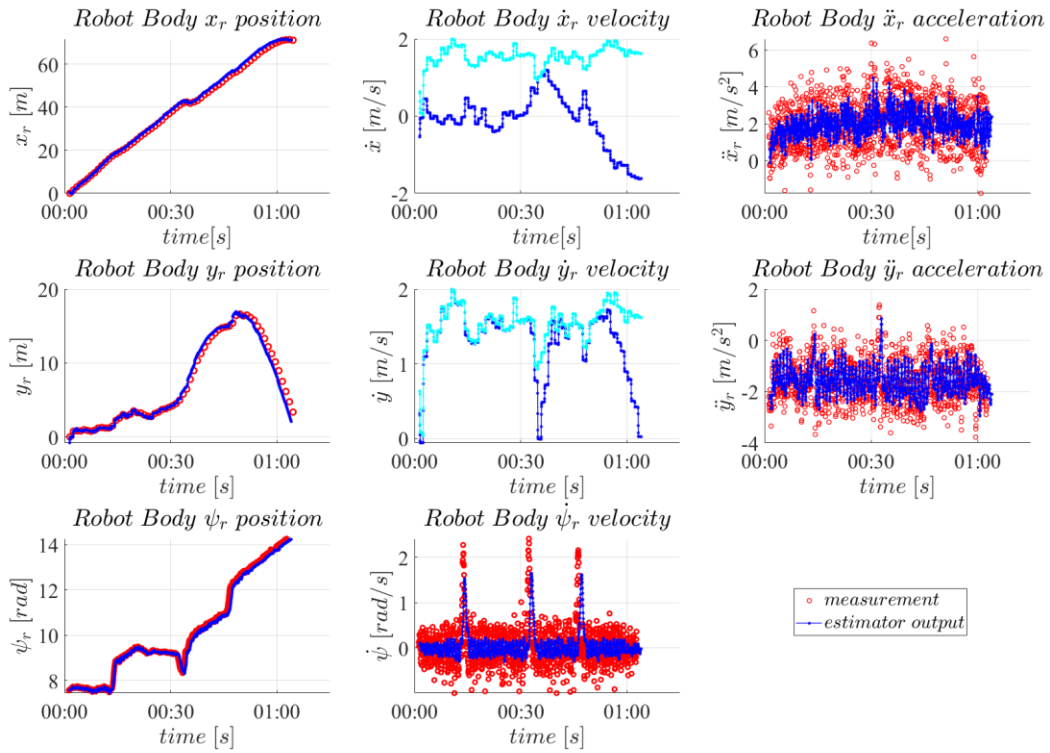 Robot Body x_r position
Robot Body ẋ_r velocity
Robot Body ẍ_r acceleration
x_r [m]
60
40
20
0
00:00 00:30 01:00
time[s]
ẋ [m/s]
2
0
-2
00:00 00:30 01:00
time[s]
ẍ_r [m/s²]
6
4
2
0
00:00 00:30 01:00
time[s]
Robot Body y_r position
Robot Body ẏ_r velocity
Robot Body ÿ_r acceleration
y_r [m]
20
10
0
00:00 00:30 01:00
time [s]
ẏ [m/s]
2
1
0
00:00 00:30 01:00
time [s]
ÿ_r [m/s²]
2
0
-2
-4
00:00 00:30 01:00
time [s]
Robot Body ψ_r position
Robot Body ψ̇_r velocity
ψ_r [rad]
14
12
10
8
00:00 00:30 01:00
time [s]
ψ̇ [rad/s]
2
1
0
00:00 00:30 01:00
time [s]
measurement
estimator output